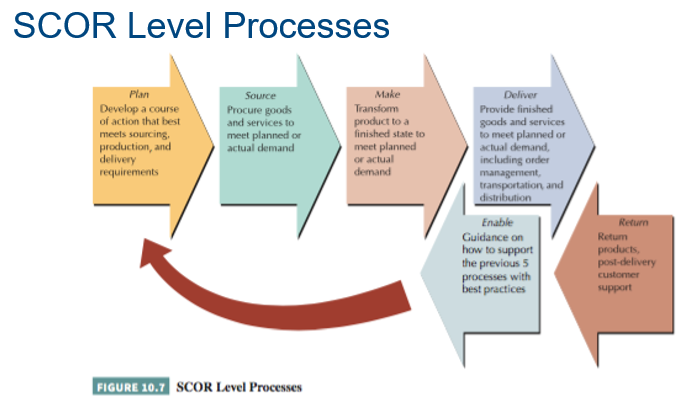 SCOR Level Processes
Plan
Develop a course
of action that best
meets sourcing,
production, and
delivery
requirements
Source
Procure goods
and services to
meet planned or
actual demand
Make
Transform
product to a
finished state to
meet planned
or actual
demand
Deliver
Provide finished
goods and services
to meet planned or
actual demand,
including order
management,
transportation, and
distribution
Return
Return
products,
post-delivery
customer
support
Enable
Guidance on
how to support
the previous 5
processes with
best practices
FIGURE 10.7 SCOR Level Processes